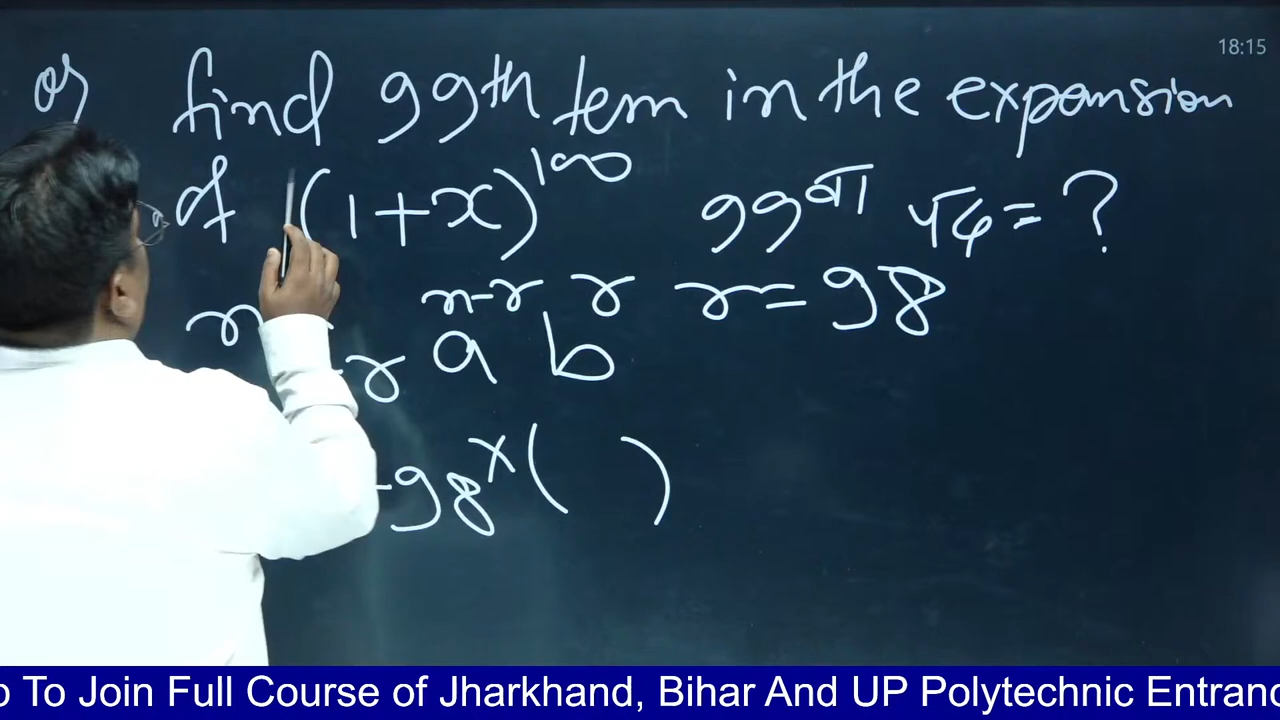 18:15
or find 99th term in the expansion
of (1+x)^100 99वा पद = ?
n-r r r=98
r a b
98 x ( )
o To Join Full Course of Jharkhand, Bihar And UP Polytechnic Entranc